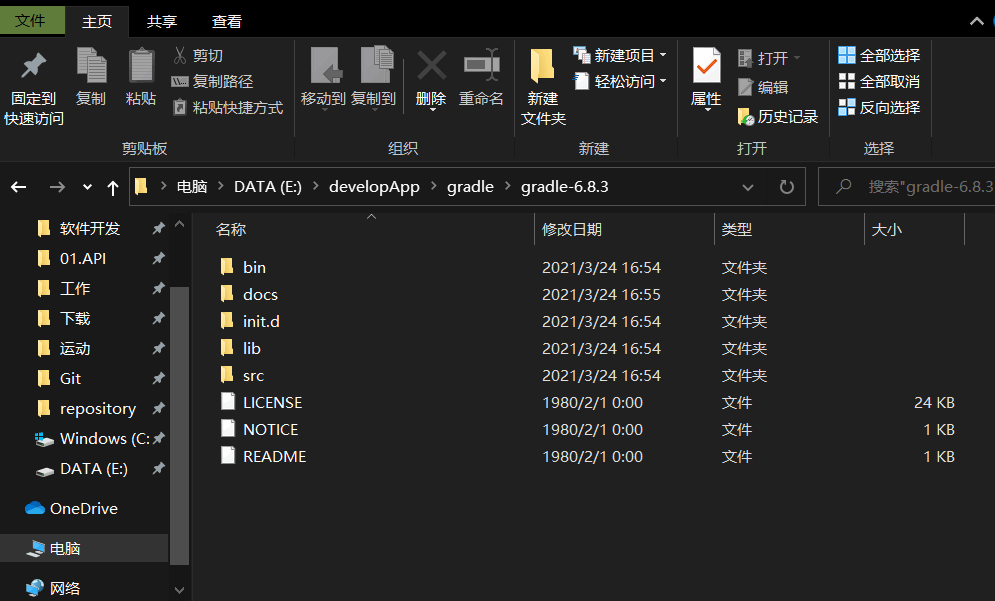 文件 主页 共享 查看
固定到
快速访问
复制
粘贴
剪切
复制路径
粘贴快捷方式
剪贴板
移动到 复制到 删除 重命名
组织
新建
文件夹
新建项目
轻松访问
新建
属性
打开
编辑
历史记录
打开
全部选择
全部取消
反向选择
选择
电脑 > DATA (E:) > developApp > gradle > gradle-6.8.3
搜索"gradle-6.8.3
软件开发
01.API
工作
下载
运动
Git
repository
Windows (C:
DATA (E:)
OneDrive
电脑
网络
名称 修改日期 类型 大小
bin 2021/3/24 16:54 文件夹
docs 2021/3/24 16:55 文件夹
init.d 2021/3/24 16:54 文件夹
lib 2021/3/24 16:54 文件夹
src 2021/3/24 16:54 文件夹
LICENSE 1980/2/1 0:00 文件 24 KB
NOTICE 1980/2/1 0:00 文件 1 KB
README 1980/2/1 0:00 文件 1 KB